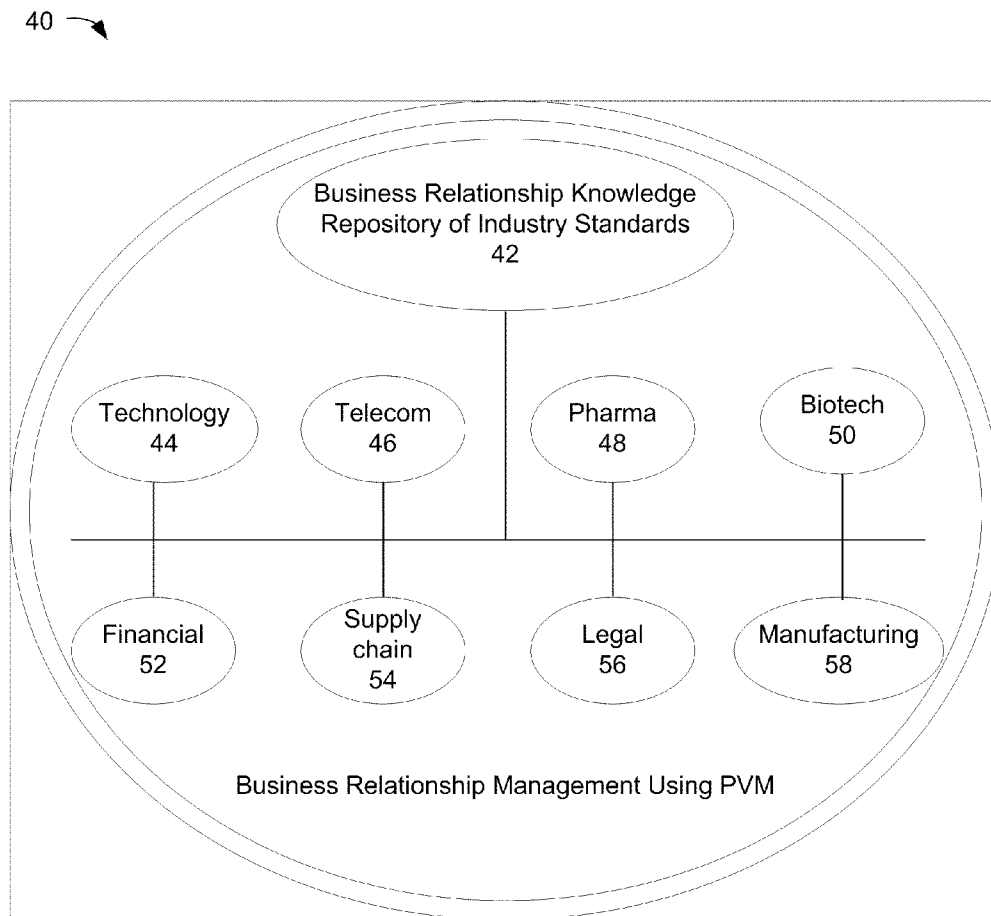 40
Business Relationship Knowledge
Repository of Industry Standards
42
Technology
44
Telecom
46
Pharma
48
Biotech
50
Financial
52
Supply
chain
54
Legal
56
Manufacturing
58
Business Relationship Management Using PVM